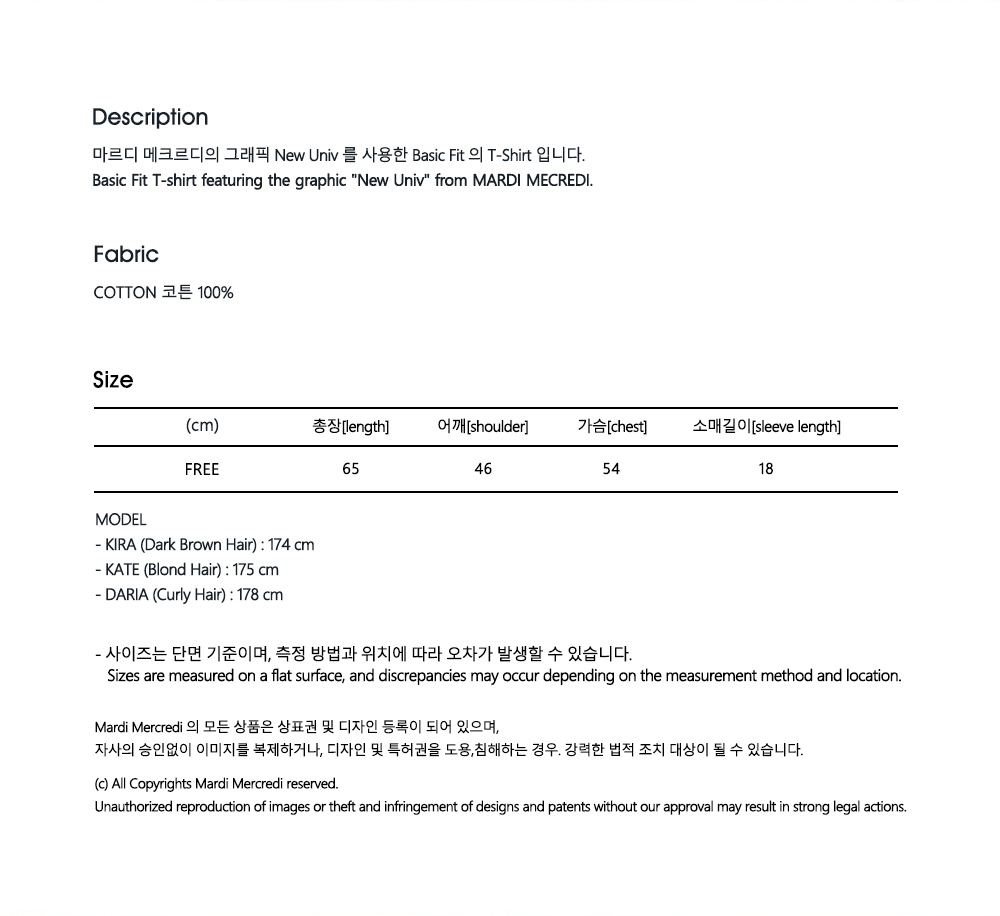 Description
마르디 메크르디의 그래픽 New Univ 를 사용한 Basic Fit 의 T-Shirt 입니다.
Basic Fit T-shirt featuring the graphic "New Univ" from MARDI MECREDI.
Fabric
COTTON 코튼 100%
Size
(cm) 총장[length] 어깨[shoulder] 가슴[chest] 소매길이[sleeve length]
FREE 65 46 54 18
MODEL
- KIRA (Dark Brown Hair) : 174 cm
- KATE (Blond Hair) : 175 cm
- DARIA (Curly Hair) : 178 cm
- 사이즈는 단면 기준이며, 측정 방법과 위치에 따라 오차가 발생할 수 있습니다.
Sizes are measured on a flat surface, and discrepancies may occur depending on the measurement method and location.
Mardi Mercredi 의 모든 상품은 상표권 및 디자인 등록이 되어 있으며,
자사의 승인없이 이미지를 복제하거나, 디자인 및 특허권을 도용,침해하는 경우. 강력한 법적 조치 대상이 될 수 있습니다.
(c) All Copyrights Mardi Mercredi reserved.
Unauthorized reproduction of images or theft and infringement of designs and patents without our approval may result in strong legal actions.